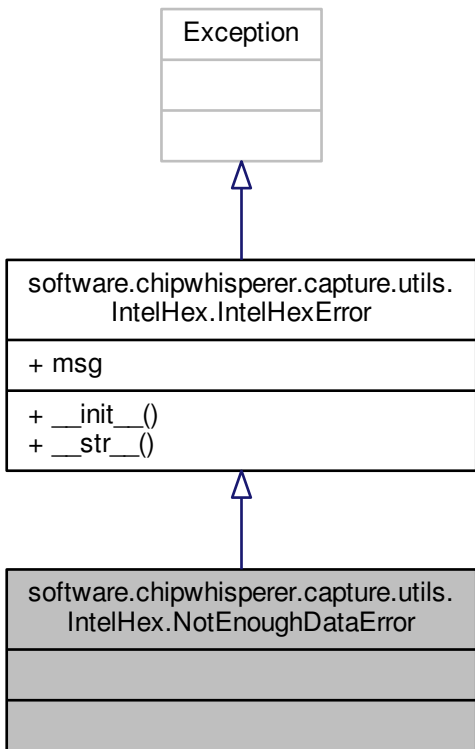 Exception
software.chipwhisperer.capture.utils.
IntelHex.IntelHexError
+ msg
+ __init__()
+ __str__()
software.chipwhisperer.capture.utils.
IntelHex.NotEnoughDataError